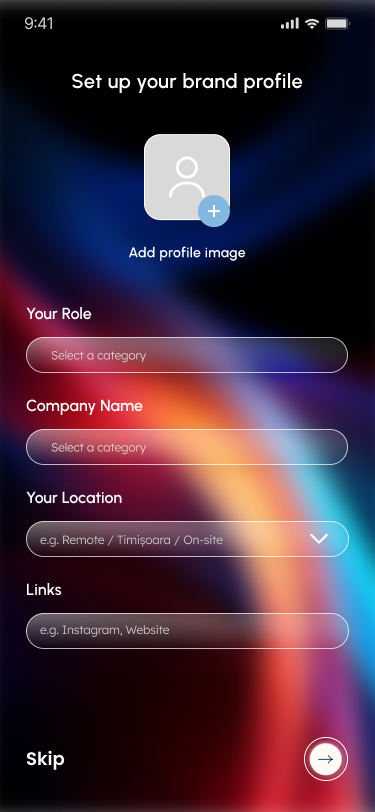 9:41
Set up your brand profile
Add profile image
Your Role
Select a category
Company Name
Select a category
Your Location
e.g. Remote / Timișoara / On-site
Links
e.g. Instagram, Website
Skip